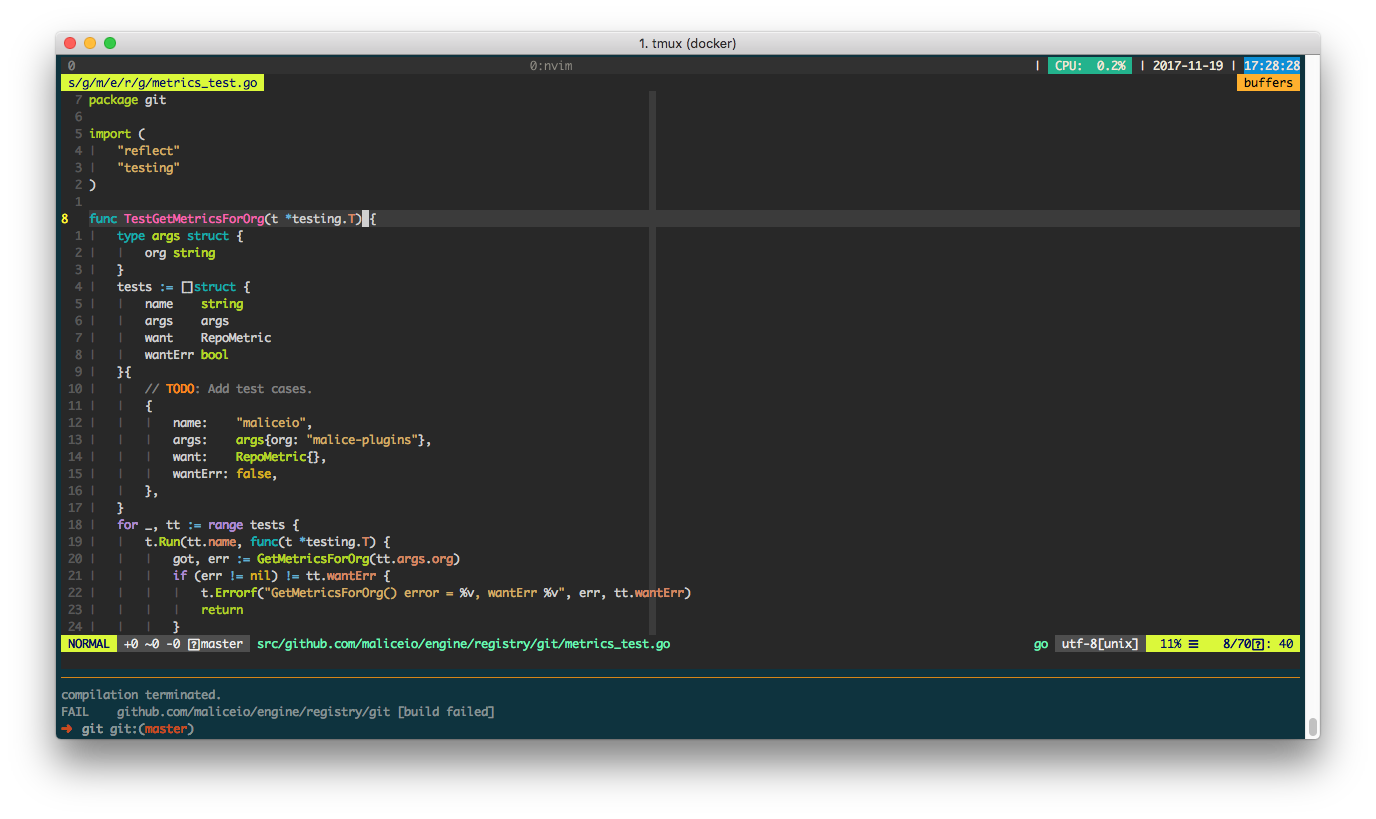 1. tmux (docker)
0 0:nvim | CPU: 0.2% | 2017-11-19 | 17:28:28
s/g/m/e/r/g/metrics_test.go buffers
7 package git
6
5 import (
4 | "reflect"
3 | "testing"
2 )
1
8 func TestGetMetricsForOrg(t *testing.T) {
1 | type args struct {
2 | | org string
3 | }
4 | tests := []struct {
5 | | name string
6 | | args args
7 | | want RepoMetric
8 | | wantErr bool
9 | }{
10 | | // TODO: Add test cases.
11 | | {
12 | | | name: "maliceio",
13 | | | args: args{org: "malice-plugins"},
14 | | | want: RepoMetric{},
15 | | | wantErr: false,
16 | | },
17 | }
18 | for _, tt := range tests {
19 | | t.Run(tt.name, func(t *testing.T) {
20 | | | got, err := GetMetricsForOrg(tt.args.org)
21 | | | if (err != nil) != tt.wantErr {
22 | | | | t.Errorf("GetMetricsForOrg() error = %v, wantErr %v", err, tt.wantErr)
23 | | | | return
24 | | | }
NORMAL +0 ~0 -0 ?master src/github.com/maliceio/engine/registry/git/metrics_test.go go utf-8[unix] 11% ☰ 8/70?: 40
compilation terminated.
FAIL github.com/maliceio/engine/registry/git [build failed]
➜ git git:(master)